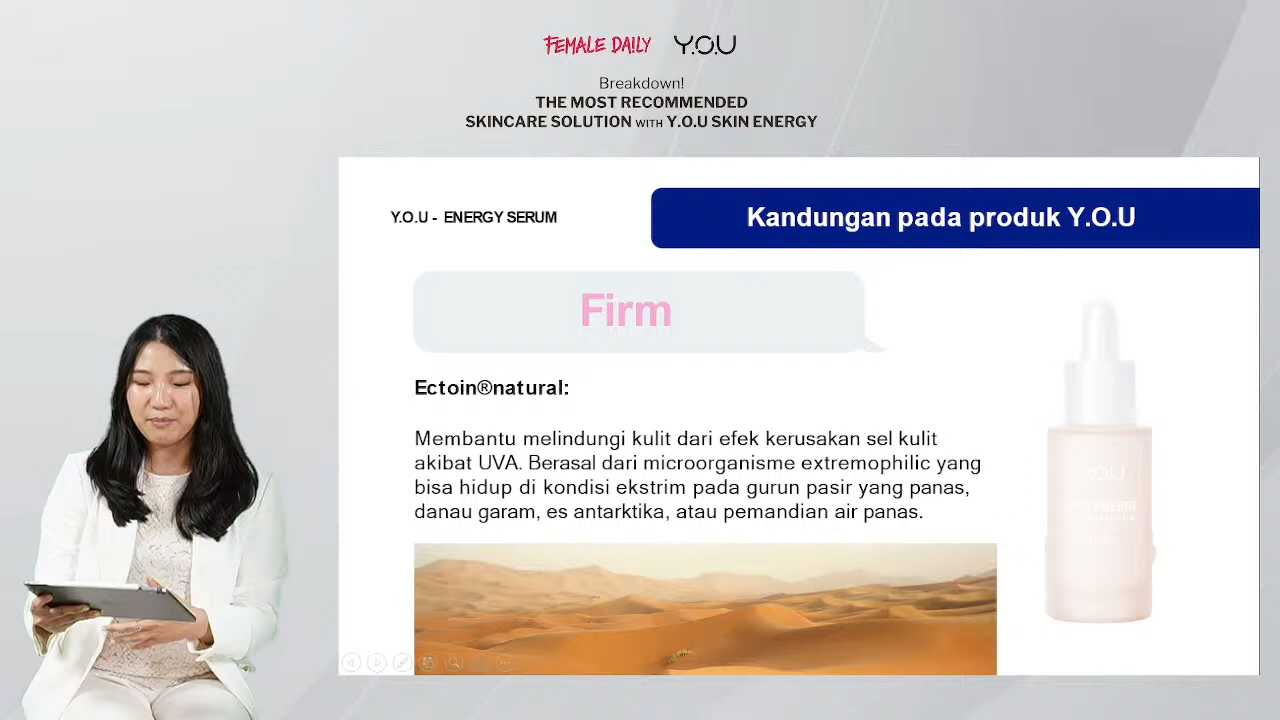 FEMALE DAILY Y.O.U
Breakdown!
THE MOST RECOMMENDED
SKINCARE SOLUTION WITH Y.O.U SKIN ENERGY
Y.O.U - ENERGY SERUM
Kandungan pada produk Y.O.U
Firm
Ectoin®natural:
Membantu melindungi kulit dari efek kerusakan sel kulit
akibat UVA. Berasal dari microorganisme extremophilic yang
bisa hidup di kondisi ekstrim pada gurun pasir yang panas,
danau garam, es antarktika, atau pemandian air panas.
Y.O.U